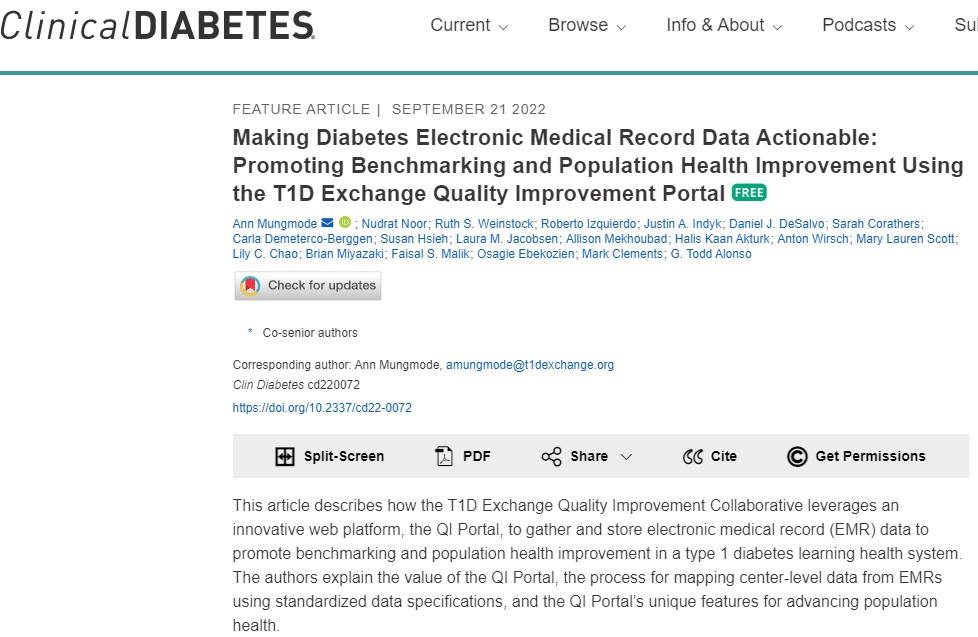 ClinicalDIABETES.
Current Browse Info & About Podcasts
FEATURE ARTICLE | SEPTEMBER 21 2022
Making Diabetes Electronic Medical Record Data Actionable:
Promoting Benchmarking and Population Health Improvement Using
the T1D Exchange Quality Improvement Portal FREE
Ann Mungmode iD ; Nudrat Noor; Ruth S. Weinstock; Roberto Izquierdo; Justin A. Indyk; Daniel J. DeSalvo; Sarah Corathers;
Carla Demeterco-Berggen; Susan Hsieh; Laura M. Jacobsen; Allison Mekhoubad; Halis Kaan Akturk; Anton Wirsch; Mary Lauren Scott;
Lily C. Chao; Brian Miyazaki; Faisal S. Malik; Osagie Ebekozien; Mark Clements; G. Todd Alonso
Check for updates
* Co-senior authors
Corresponding author: Ann Mungmode, amungmode@t1dexchange.org
Clin Diabetes cd220072
https://doi.org/10.2337/cd22-0072
Split-Screen PDF Share Cite Get Permissions
This article describes how the T1D Exchange Quality Improvement Collaborative leverages an
innovative web platform, the QI Portal, to gather and store electronic medical record (EMR) data to
promote benchmarking and population health improvement in a type 1 diabetes learning health system.
The authors explain the value of the QI Portal, the process for mapping center-level data from EMRs
using standardized data specifications, and the QI Portal's unique features for advancing population
health.